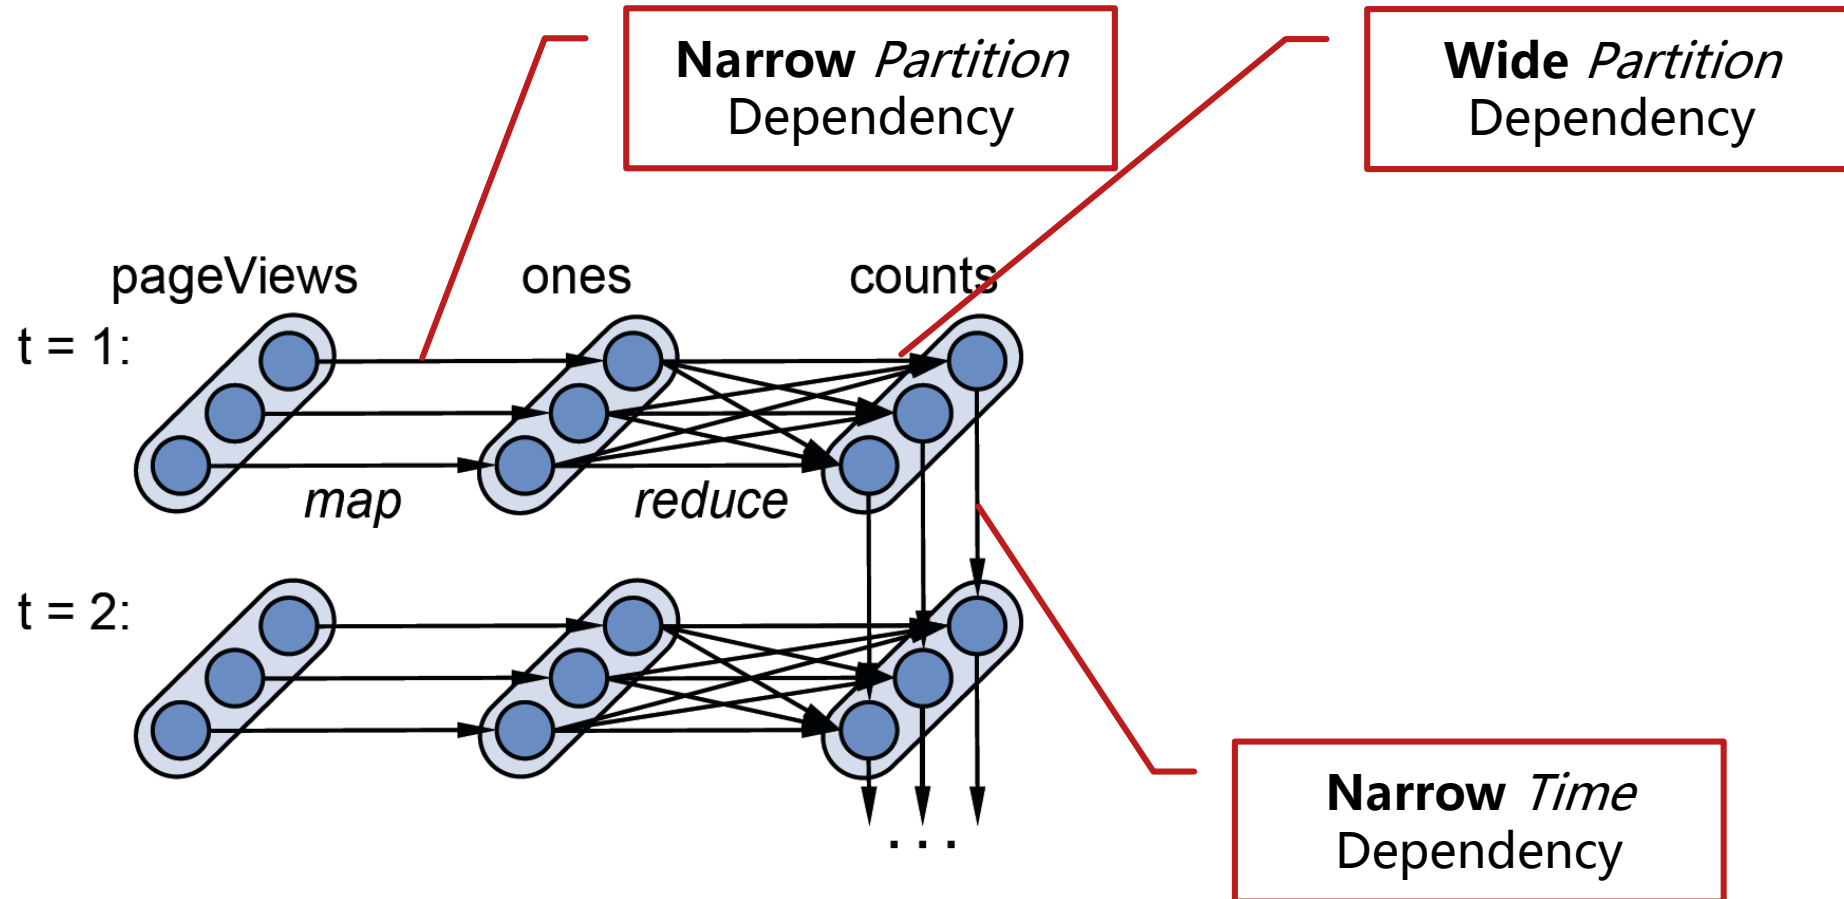 Narrow Partition
Dependency
Wide Partition
Dependency
pageViews
ones
counts
t = 1:
map
reduce
t = 2:
...
Narrow Time
Dependency